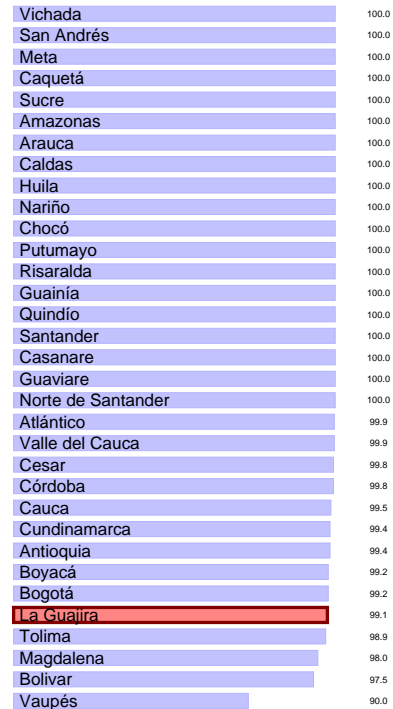 Vichada 100.0
San Andrés 100.0
Meta 100.0
Caquetá 100.0
Sucre 100.0
Amazonas 100.0
Arauca 100.0
Caldas 100.0
Huila 100.0
Nariño 100.0
Chocó 100.0
Putumayo 100.0
Risaralda 100.0
Guainía 100.0
Quindío 100.0
Santander 100.0
Casanare 100.0
Guaviare 100.0
Norte de Santander 100.0
Atlántico 99.9
Valle del Cauca 99.9
Cesar 99.8
Córdoba 99.8
Cauca 99.5
Cundinamarca 99.4
Antioquia 99.4
Boyacá 99.2
Bogotá 99.2
La Guajira 99.1
Tolima 98.9
Magdalena 98.0
Bolivar 97.5
Vaupés 90.0